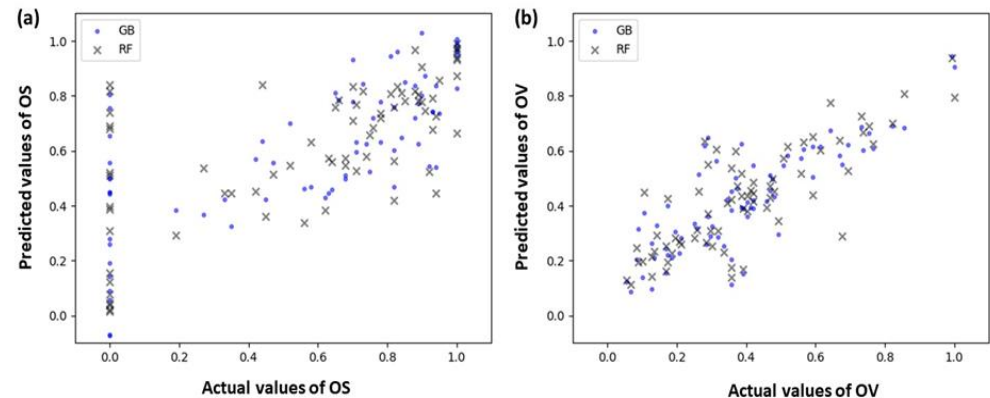 (a)
GB
RF
1.0
0.8
0.6
0.4
0.2
0.0
Predicted values of OS
0.0 0.2 0.4 0.6 0.8 1.0
Actual values of OS
(b)
GB
RF
1.0
0.8
0.6
0.4
0.2
0.0
Predicted values of OV
0.0 0.2 0.4 0.6 0.8 1.0
Actual values of OV